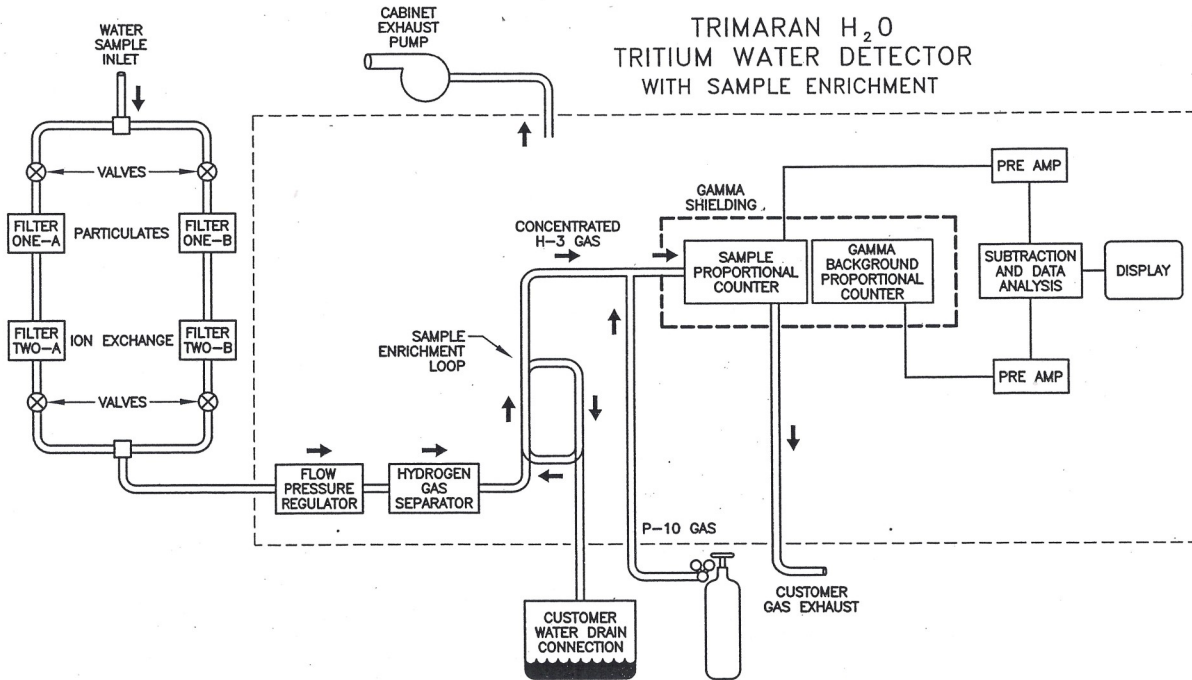 TRIMARAN H₂O
TRITIUM WATER DETECTOR
WITH SAMPLE ENRICHMENT
CABINET
EXHAUST
PUMP
WATER
SAMPLE
INLET
VALVES
FILTER
ONE-A
PARTICULATES
FILTER
ONE-B
FILTER
TWO-A
ION EXCHANGE
FILTER
TWO-B
VALVES
FLOW
PRESSURE
REGULATOR
HYDROGEN
GAS
SEPARATOR
SAMPLE
ENRICHMENT
LOOP
CONCENTRATED
H-3 GAS
GAMMA
SHIELDING
SAMPLE
PROPORTIONAL
COUNTER
GAMMA
BACKGROUND
PROPORTIONAL
COUNTER
PRE AMP
SUBTRACTION
AND DATA
ANALYSIS
DISPLAY
PRE AMP
P-10 GAS
CUSTOMER
WATER DRAIN
CONNECTION
CUSTOMER
GAS EXHAUST